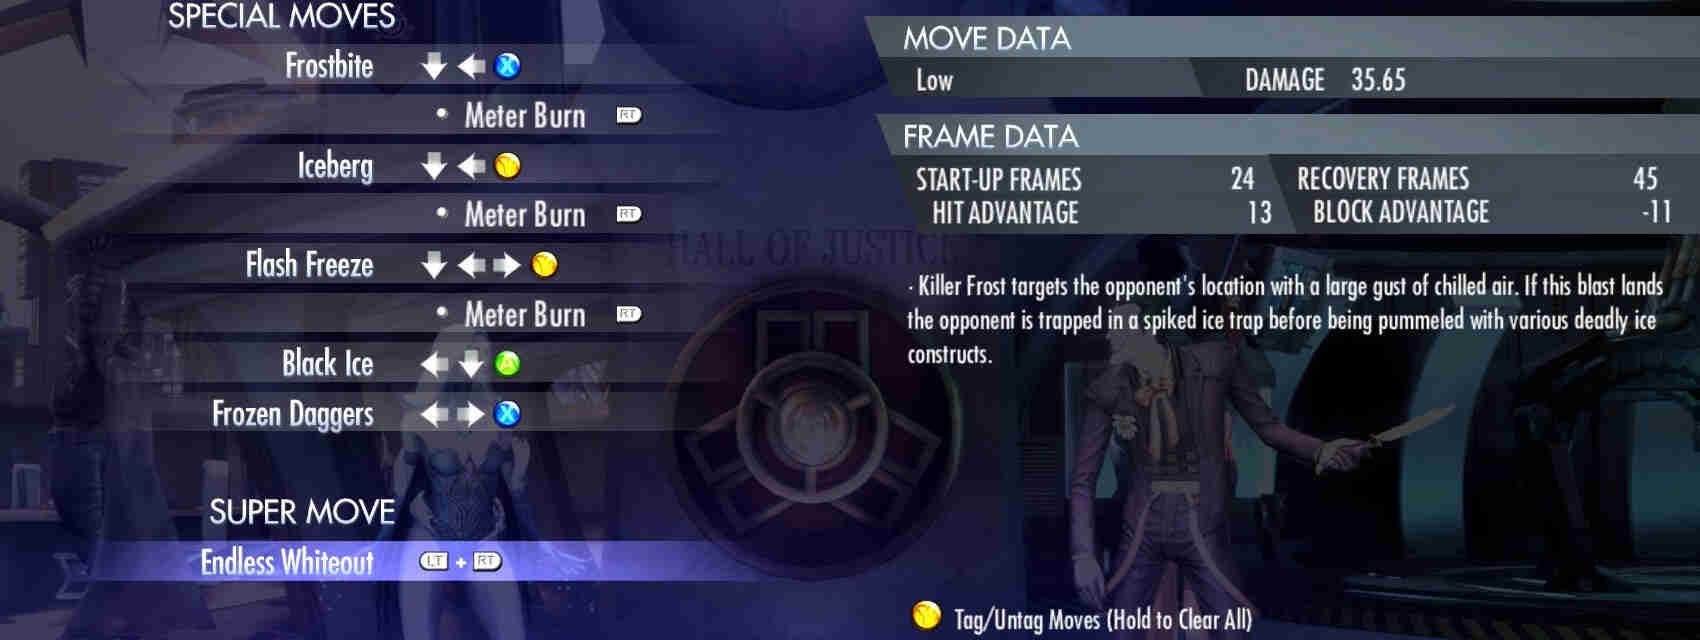 SPECIAL MOVES
Frostbite X
• Meter Burn RT
Iceberg Y
• Meter Burn RT
Flash Freeze Y
• Meter Burn RT
Black Ice A
Frozen Daggers X
SUPER MOVE
Endless Whiteout LT + RT
HALL OF JUSTICE
MOVE DATA
Low DAMAGE 35.65
FRAME DATA
START-UP FRAMES 24 RECOVERY FRAMES 45
HIT ADVANTAGE 13 BLOCK ADVANTAGE -11
· Killer Frost targets the opponent's location with a large gust of chilled air. If this blast lands
the opponent is trapped in a spiked ice trap before being pummeled with various deadly ice
constructs.
Y Tag/Untag Moves (Hold to Clear All)